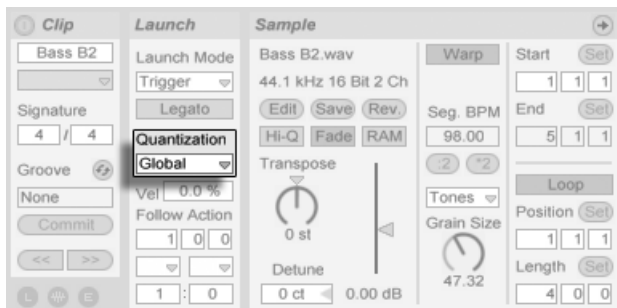 Clip
Bass B2
Signature
4 / 4
Groove
None
Commit
<< >>
L E
Launch
Launch Mode
Trigger
Legato
Quantization
Global
Vel 0.0 %
Follow Action
1 0 0
1 : 0
Sample
Bass B2.wav
44.1 kHz 16 Bit 2 Ch
Edit Save Rev.
Hi-Q Fade RAM
Transpose
0 st
Detune
0 ct 0.00 dB
Warp
Seg. BPM
98.00
:2 *2
Tones
Grain Size
47.32
Start Set
1 1 1
End Set
5 1 1
Loop
Position Set
1 1 1
Length Set
4 0 0